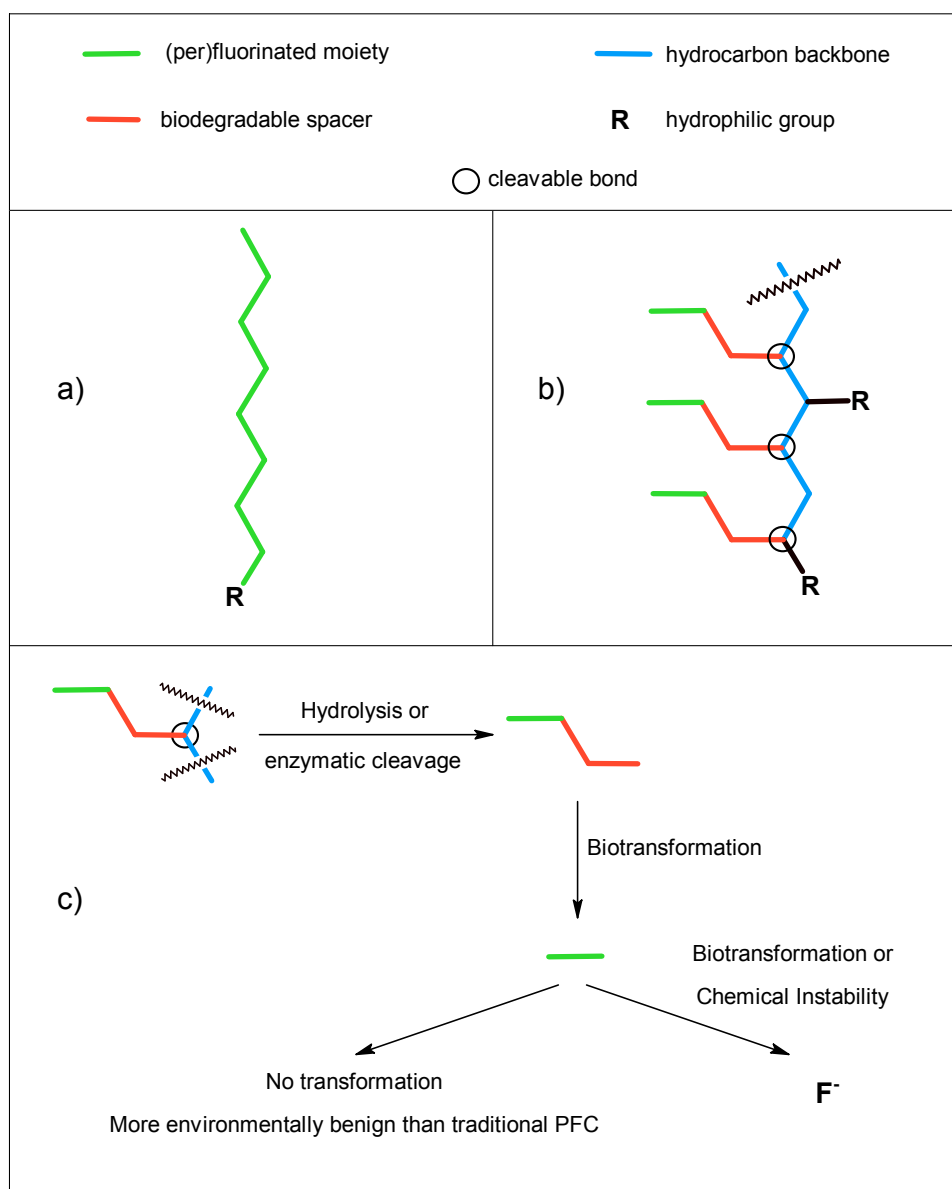 (per)fluorinated moiety
hydrocarbon backbone
biodegradable spacer
R hydrophilic group
cleavable bond
a)
R
b)
R
R
c)
Hydrolysis or
enzymatic cleavage
Biotransformation
Biotransformation or
Chemical Instability
No transformation
More environmentally benign than traditional PFC
F⁻